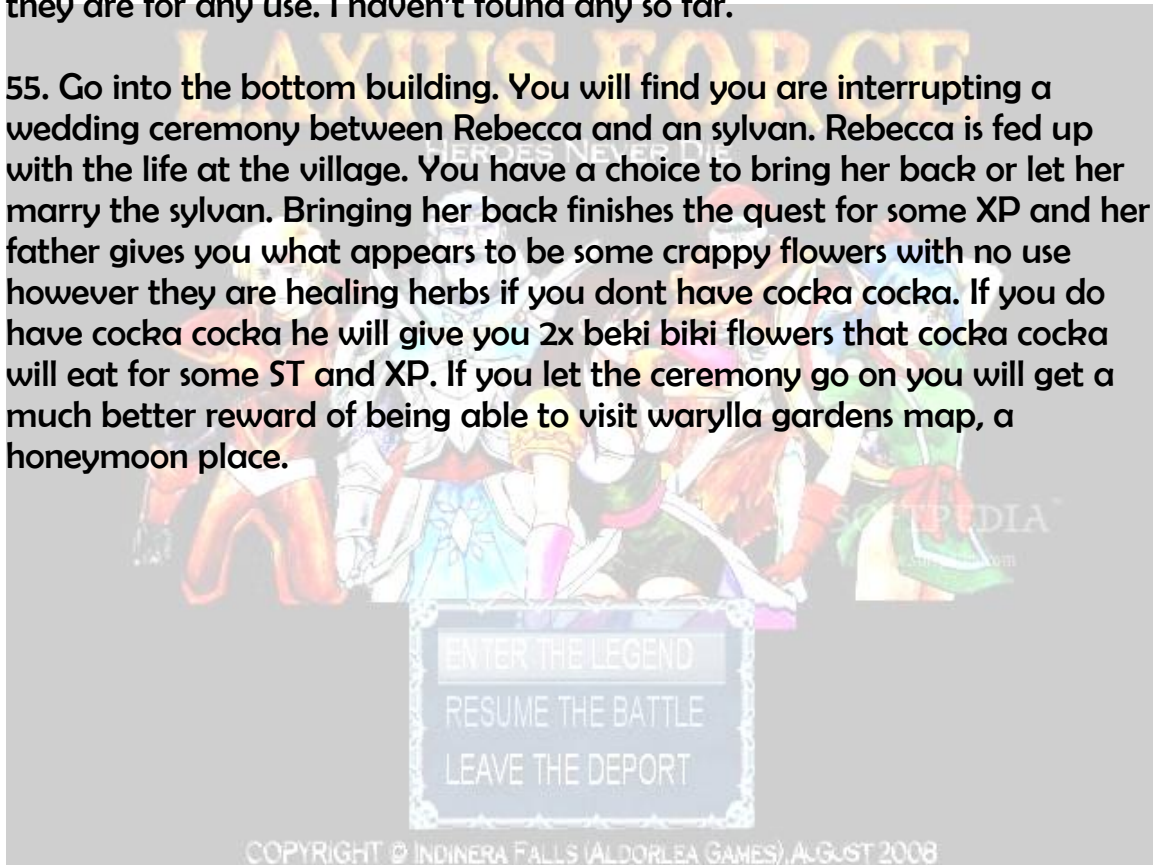 they are for any use. I haven't found any so far.
LAXIUS FORCE
55. Go into the bottom building. You will find you are interrupting a
wedding ceremony between Rebecca and an sylvan. Rebecca is fed up
HEROES NEVER DIE
with the life at the village. You have a choice to bring her back or let her
marry the sylvan. Bringing her back finishes the quest for some XP and her
father gives you what appears to be some crappy flowers with no use
however they are healing herbs if you dont have cocka cocka. If you do
have cocka cocka he will give you 2x beki biki flowers that cocka cocka
will eat for some ST and XP. If you let the ceremony go on you will get a
much better reward of being able to visit warylla gardens map, a
honeymoon place.
SOFTPEDIA
ENTER THE LEGEND
RESUME THE BATTLE
LEAVE THE DEPORT
COPYRIGHT © INDINERA FALLS (ALDORLEA GAMES), AUGUST 2008